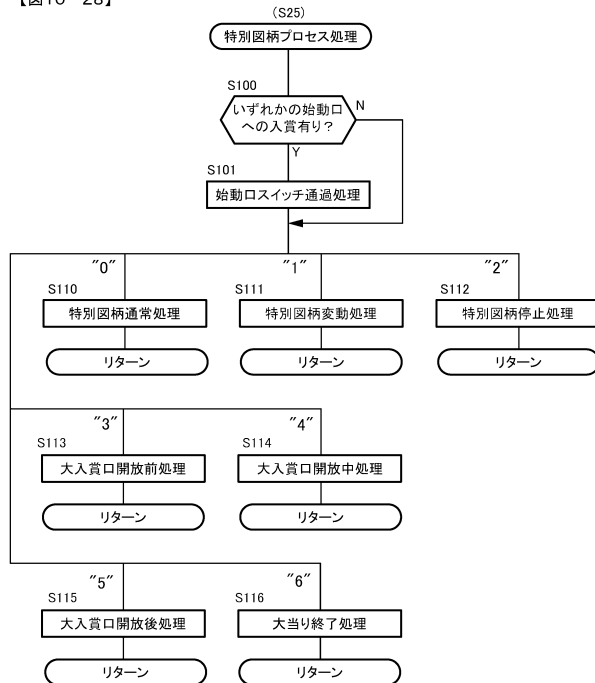 【図10-28】
(S25)
特別図柄プロセス処理
S100
いずれかの始動口
への入賞有り？
N
Y
S101
始動口スイッチ通過処理
"0"
"1"
"2"
S110
S111
S112
特別図柄通常処理
特別図柄変動処理
特別図柄停止処理
リターン
リターン
リターン
"3"
"4"
S113
S114
大入賞口開放前処理
大入賞口開放中処理
リターン
リターン
"5"
"6"
S115
S116
大入賞口開放後処理
大当り終了処理
リターン
リターン